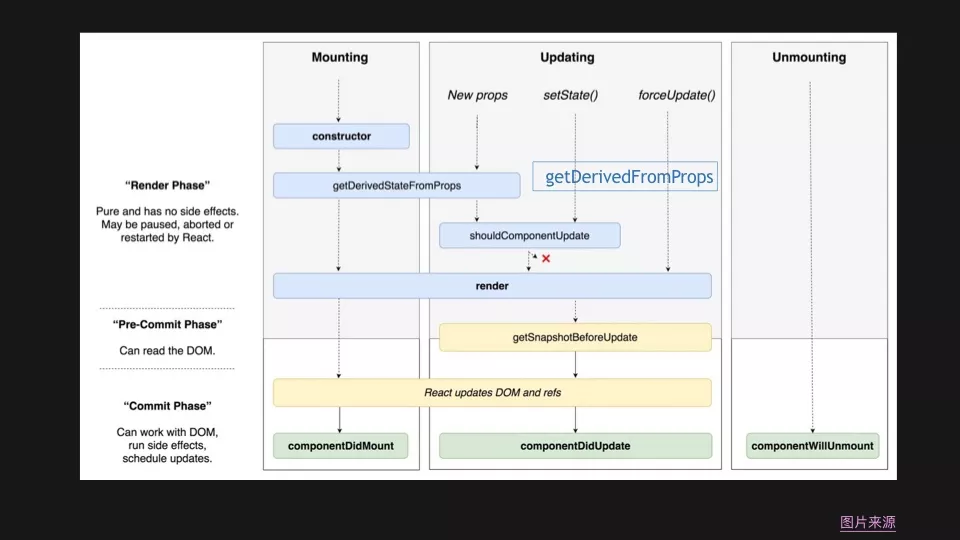 Mounting
Updating
Unmounting
New props
setState()
forceUpdate()
constructor
getDerivedStateFromProps
getDerivedFromProps
"Render Phase"
Pure and has no side effects.
May be paused, aborted or
restarted by React.
shouldComponentUpdate
render
"Pre-Commit Phase"
Can read the DOM.
getSnapshotBeforeUpdate
React updates DOM and refs
"Commit Phase"
Can work with DOM,
run side effects,
schedule updates.
componentDidMount
componentDidUpdate
componentWillUnmount
图片来源